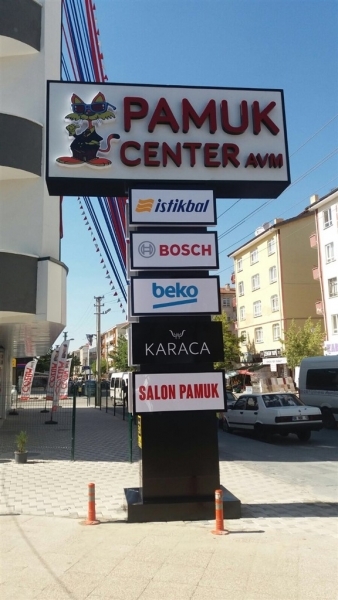 PAMUK
CENTER AVM
istikbal
BOSCH
beko
KARACA
SALON PAMUK